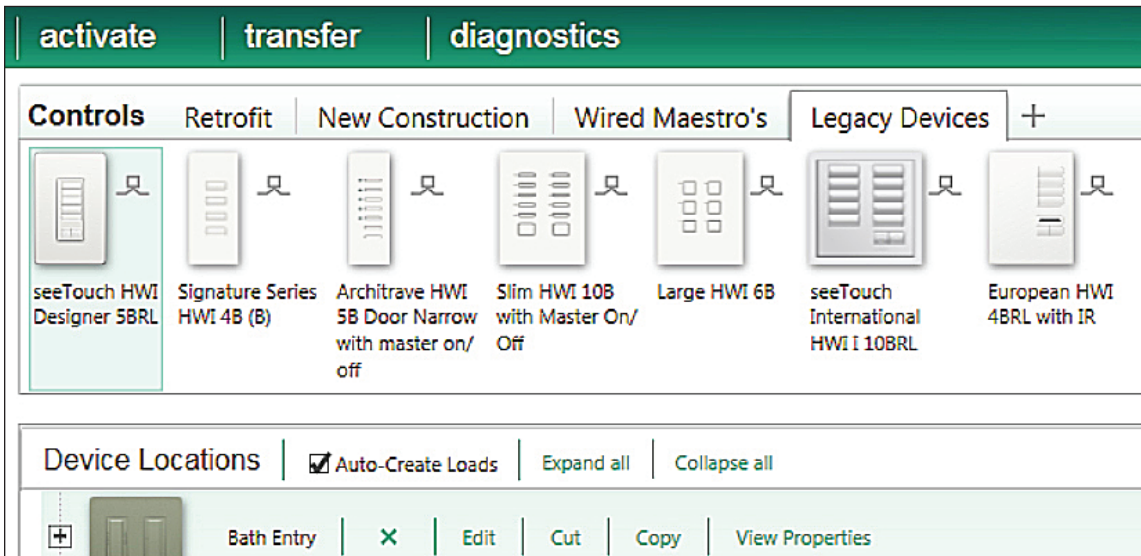 activate transfer diagnostics
Controls Retrofit New Construction Wired Maestro's Legacy Devices +
seeTouch HWI
Designer 5BRL
Signature Series
HWI 4B (B)
Architrave HWI
5B Door Narrow
with master on/
off
Slim HWI 10B
with Master On/
Off
Large HWI 6B
seeTouch
International
HWI I 10BRL
European HWI
4BRL with IR
Device Locations Auto-Create Loads Expand all Collapse all
Bath Entry × Edit Cut Copy View Properties